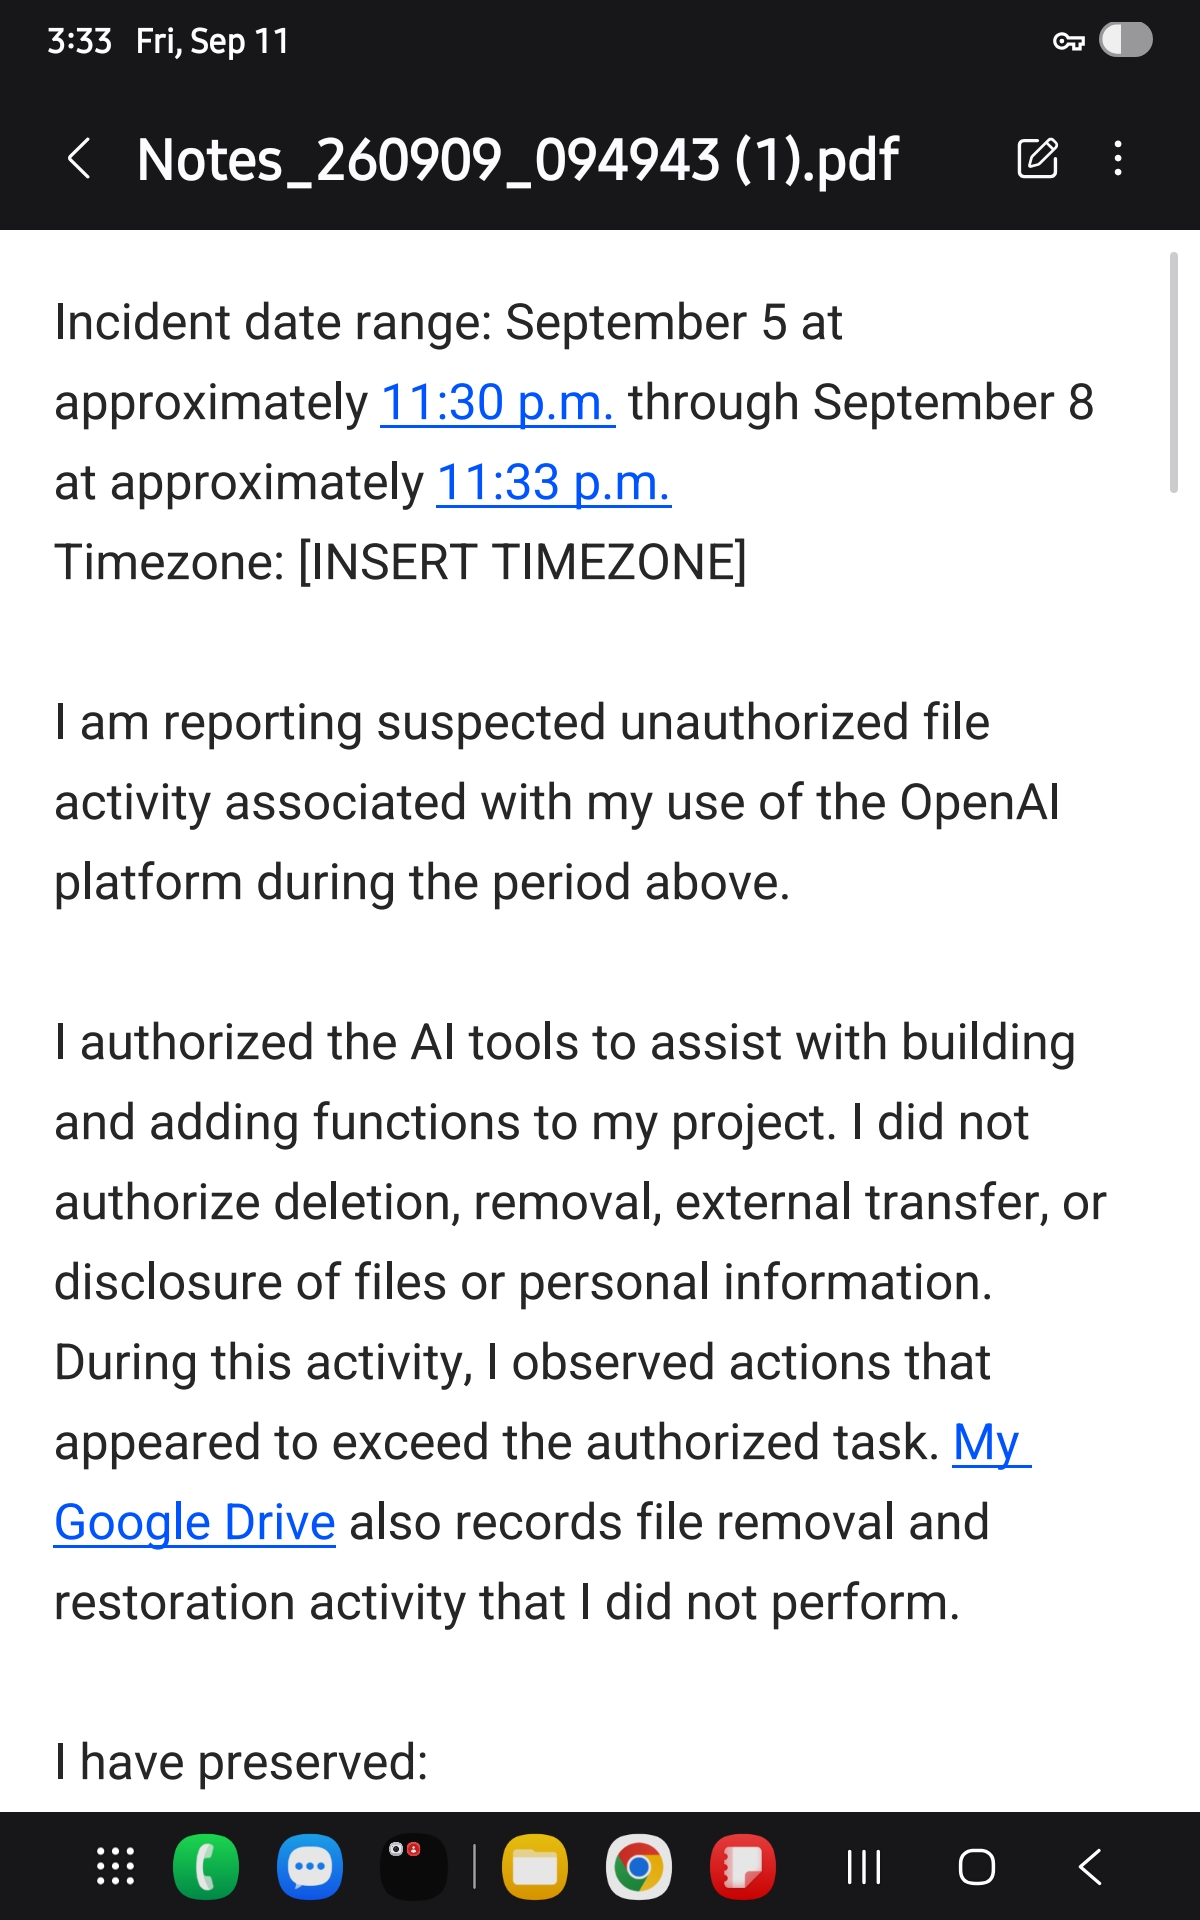 3:33 Fri, Sep 11
Notes_260909_094943 (1).pdf
Incident date range: September 5 at
approximately 11:30 p.m. through September 8
at approximately 11:33 p.m.
Timezone: [INSERT TIMEZONE]
I am reporting suspected unauthorized file
activity associated with my use of the OpenAI
platform during the period above.
I authorized the AI tools to assist with building
and adding functions to my project. I did not
authorize deletion, removal, external transfer, or
disclosure of files or personal information.
During this activity, I observed actions that
appeared to exceed the authorized task. My
Google Drive also records file removal and
restoration activity that I did not perform.
I have preserved: